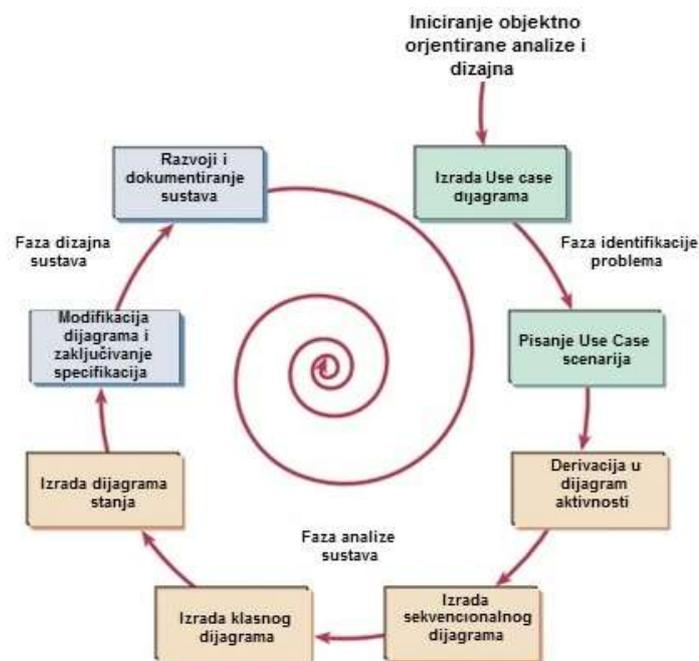 Iniciranje objektno
orjentirane analize i
dizajna
Izrada Use case
dijagrama
Faza identifikacije
problema
Pisanje Use Case
scenarija
Derivacija u
dijagram
aktivnosti
Izrada
sekvencionalnog
dijagrama
Faza analize
sustava
Izrada klasnog
dijagrama
Izrada dijagrama
stanja
Modifikacija
dijagrama i
zaključivanje
specifikacija
Faza dizajna
sustava
Razvoji i
dokumentiranje
sustava